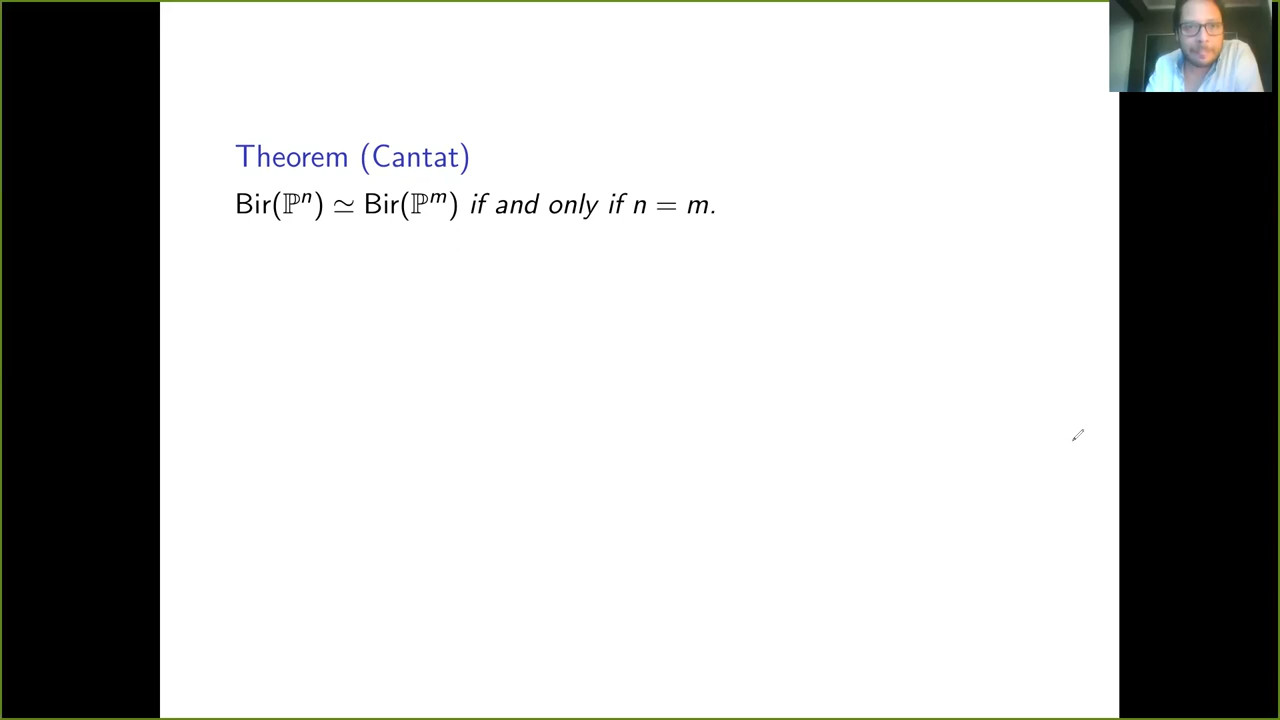 Theorem (Cantat)
Bir(ℙⁿ) ≃ Bir(ℙᵐ) if and only if n = m.